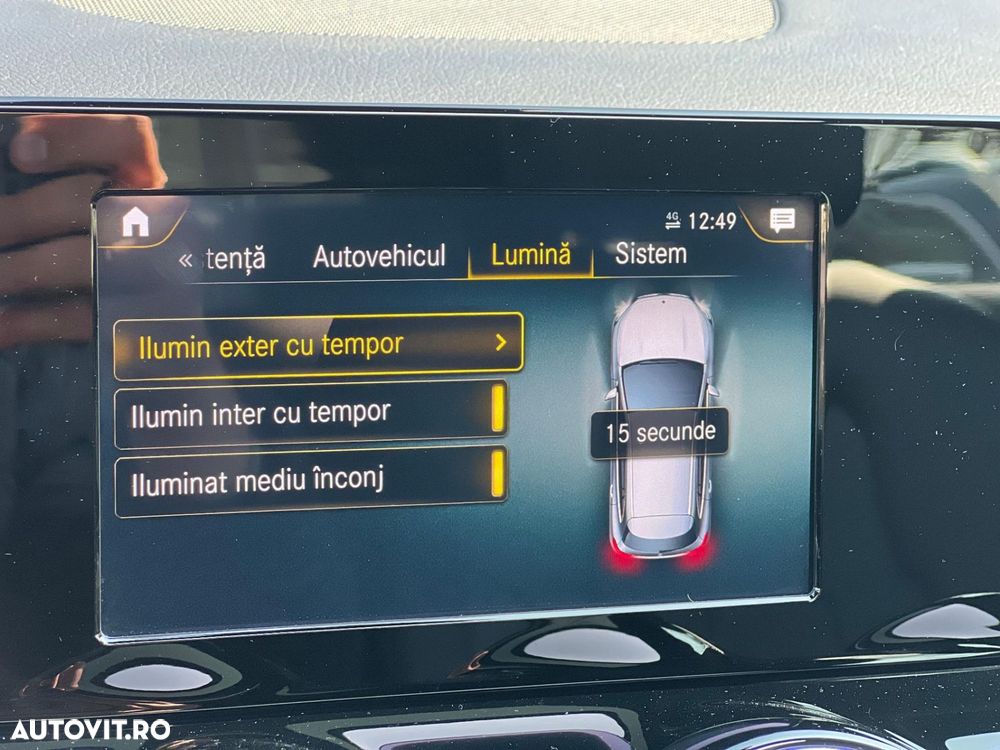 4G 12:49
« tență Autovehicul Lumină Sistem
Ilumin exter cu tempor >
Ilumin inter cu tempor
15 secunde
Iluminat mediu înconj
AUTOVIT.RO